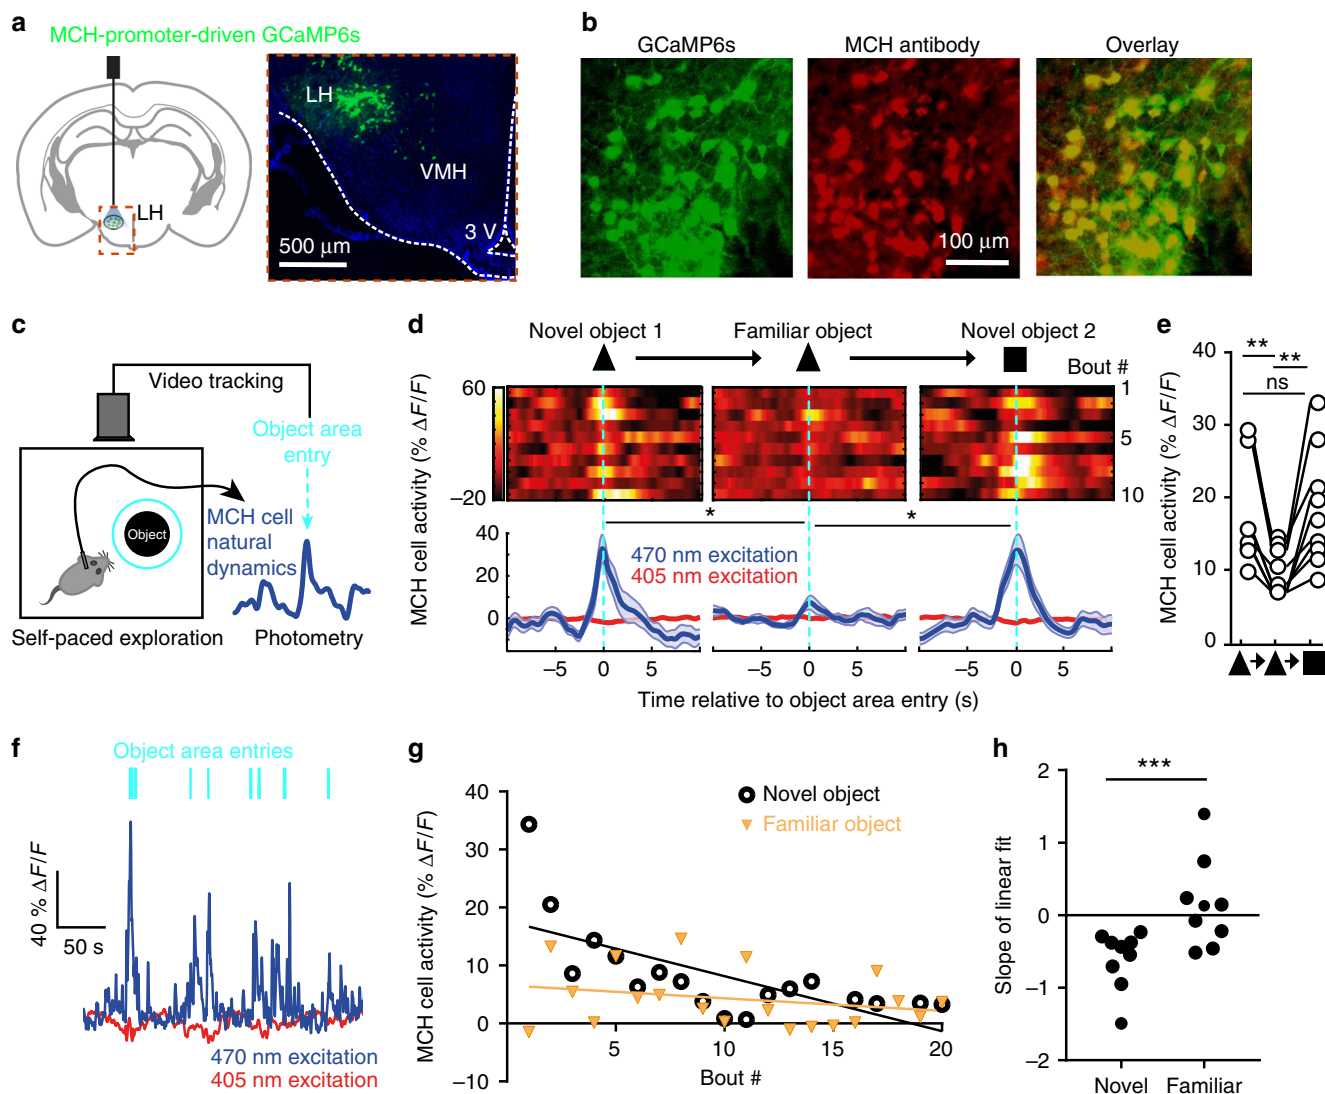 a
MCH-promoter-driven GCaMP6s
LH
LH
VMH
3 V
500 μm
b
GCaMP6s
MCH antibody
Overlay
100 μm
c
Video tracking
Object area
entry
Object
MCH cell
natural
dynamics
Self-paced exploration
Photometry
d
Novel object 1
Familiar object
Novel object 2
Bout #
MCH cell activity (% ΔF/F)
60
−20
1
5
10
*
*
40
20
0
470 nm excitation
405 nm excitation
−5 0 5
−5 0 5
−5 0 5
Time relative to object area entry (s)
e
MCH cell activity (% ΔF/F)
40
30
20
10
0
**
**
ns
f
Object area entries
40 % ΔF/F
50 s
470 nm excitation
405 nm excitation
g
MCH cell activity (% ΔF/F)
40
30
20
10
0
−10
Novel object
Familiar object
5 10 15 20
Bout #
h
Slope of linear fit
2
1
0
−1
−2
***
Novel Familiar